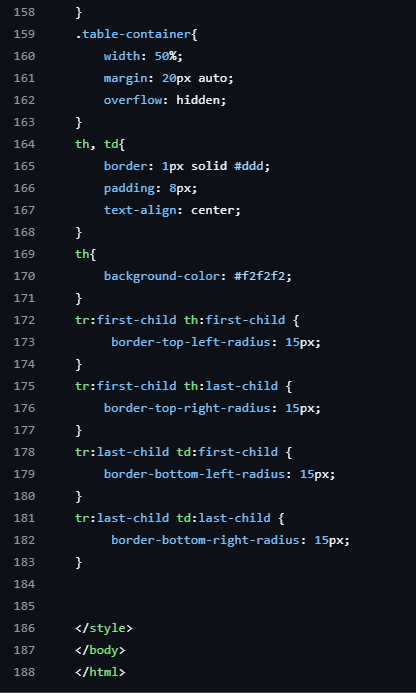 158 }
159 .table-container{
160 width: 50%;
161 margin: 20px auto;
162 overflow: hidden;
163 }
164 th, td{
165 border: 1px solid #ddd;
166 padding: 8px;
167 text-align: center;
168 }
169 th{
170 background-color: #f2f2f2;
171 }
172 tr:first-child th:first-child {
173 border-top-left-radius: 15px;
174 }
175 tr:first-child th:last-child {
176 border-top-right-radius: 15px;
177 }
178 tr:last-child td:first-child {
179 border-bottom-left-radius: 15px;
180 }
181 tr:last-child td:last-child {
182 border-bottom-right-radius: 15px;
183 }
184
185
186 </style>
187 </body>
188 </html>